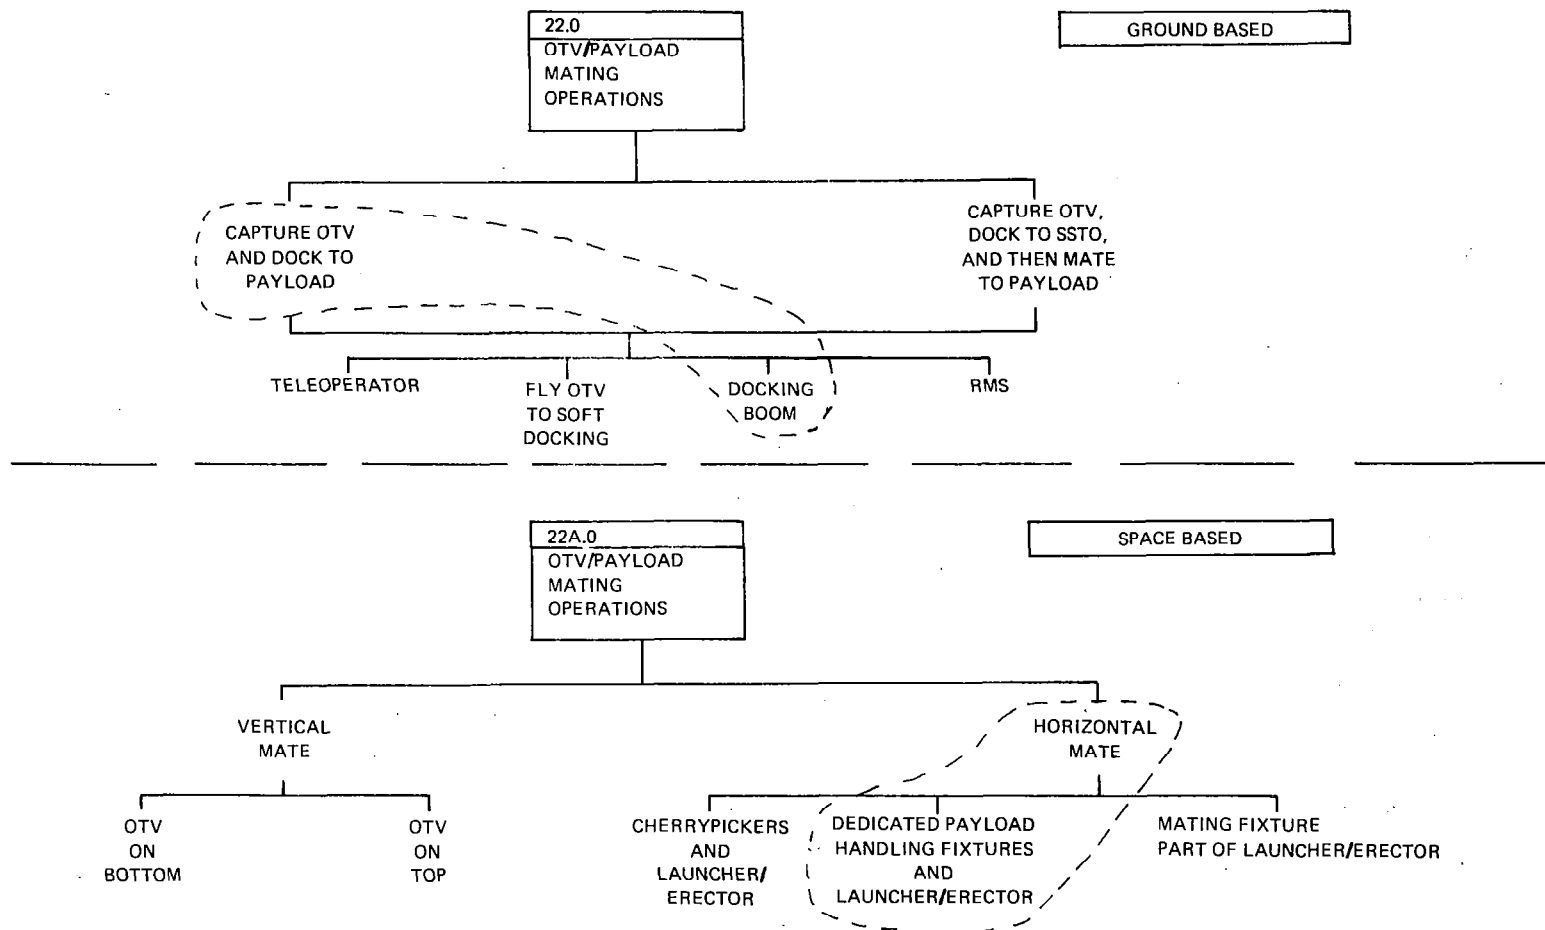 22.0
OTV/PAYLOAD
MATING
OPERATIONS
GROUND BASED
CAPTURE OTV
AND DOCK TO
PAYLOAD
CAPTURE OTV,
DOCK TO SSTO,
AND THEN MATE
TO PAYLOAD
TELEOPERATOR
FLY OTV
TO SOFT
DOCKING
DOCKING
BOOM
RMS
22A.0
OTV/PAYLOAD
MATING
OPERATIONS
SPACE BASED
VERTICAL
MATE
HORIZONTAL
MATE
OTV
ON
BOTTOM
OTV
ON
TOP
CHERRYPICKERS
AND
LAUNCHER/
ERECTOR
DEDICATED PAYLOAD
HANDLING FIXTURES
AND
LAUNCHER/ERECTOR
MATING FIXTURE
PART OF LAUNCHER/ERECTOR